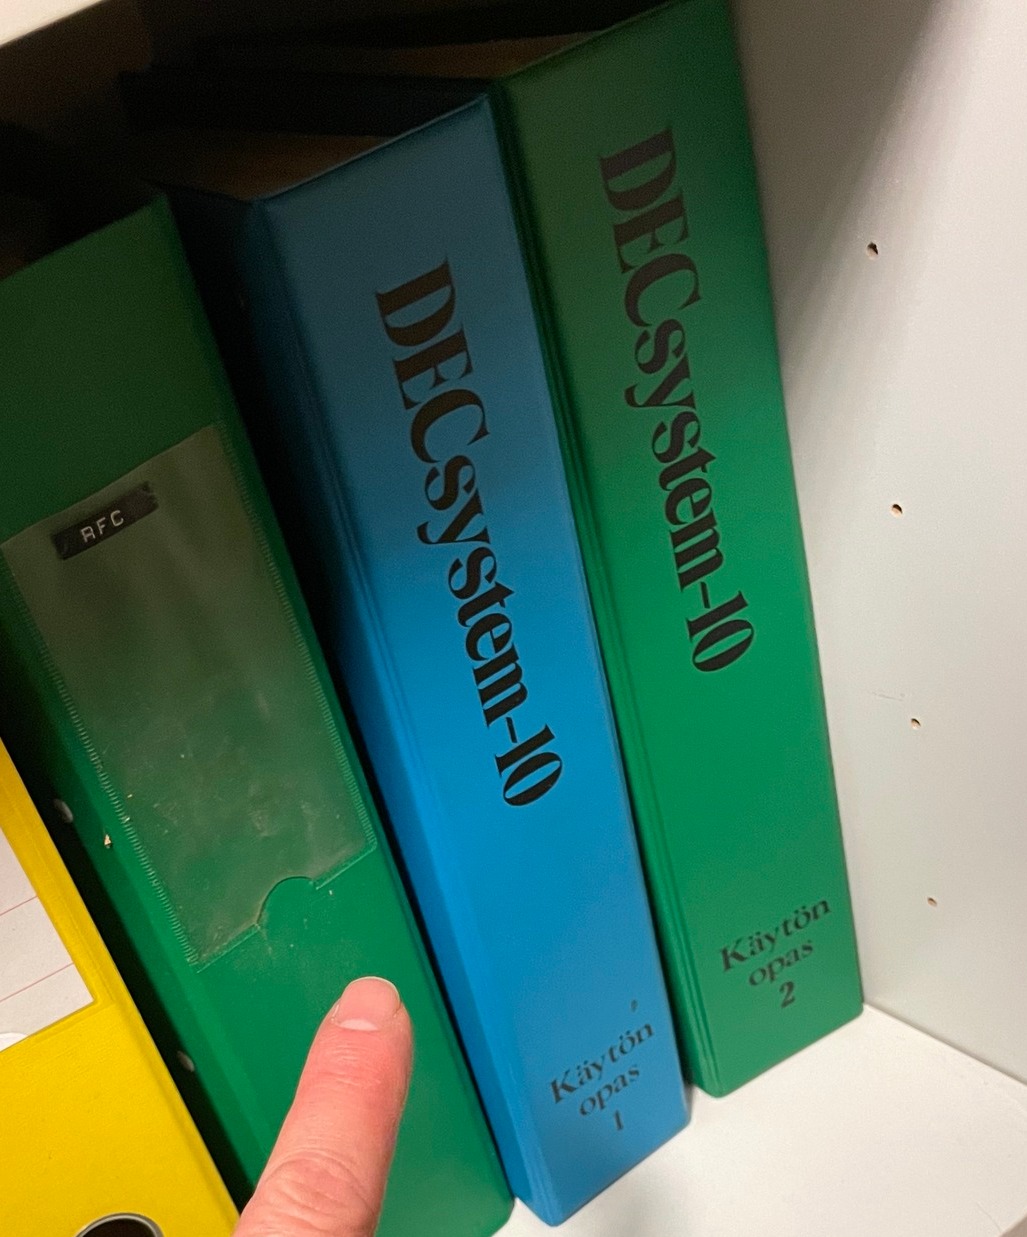 RFC
DECsystem-10
Käytön
opas
1
DECsystem-10
Käytön
opas
2